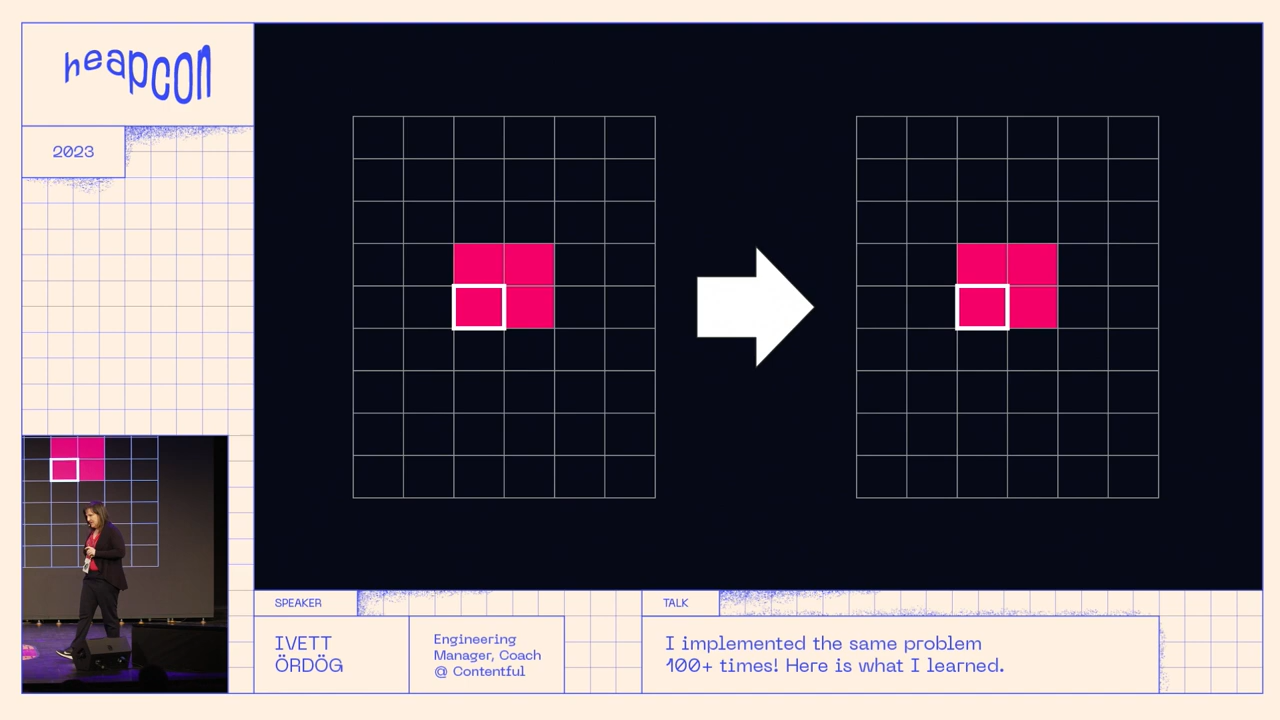 heapcon
2023
SPEAKER
IVETT
ÖRDÖG
Engineering
Manager, Coach
@ Contentful
TALK
I implemented the same problem
100+ times! Here is what I learned.